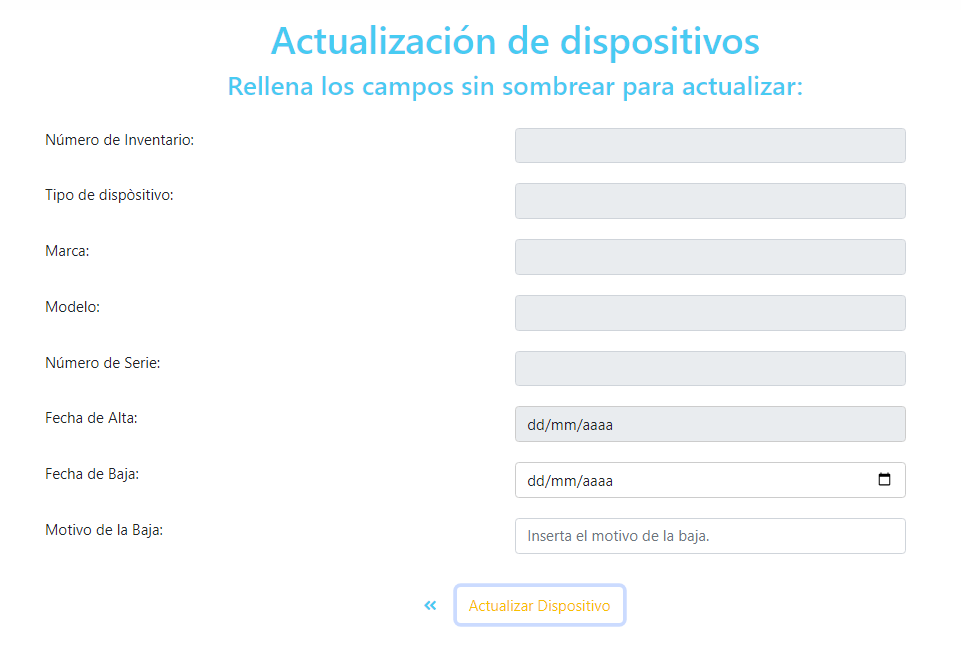 Actualización de dispositivos
Rellena los campos sin sombrear para actualizar:
Número de Inventario:
Tipo de dispòsitivo:
Marca:
Modelo:
Número de Serie:
Fecha de Alta: dd/mm/aaaa
Fecha de Baja: dd/mm/aaaa
Motivo de la Baja: Inserta el motivo de la baja.
« Actualizar Dispositivo